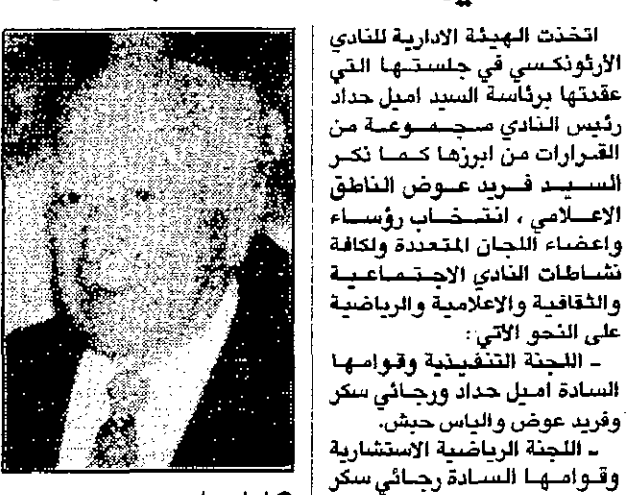 اتخذت الهيئة الادارية للنادي
الارثونكسي في جلستها التي
عقدتها برئاسة السيد اميل حداد
رئيس النادي مجموعة من
القرارات من ابرزها كما نكر
السيد فريد عوض الناطق
الاعلامي ، انتخاب رؤساء
واعضاء اللجان المتعددة ولكافة
نشاطات النادي الاجتماعية
والثقافية والاعلامية والرياضية
على النحو الآتي :
ـ اللجنة التنفيذية وقوامها
السادة اميل حداد ورجائي سكر
وفريد عوض والياس حبش.
ـ اللجنة الرياضية الاستشارية
وقوامها السادة رجائي سكر